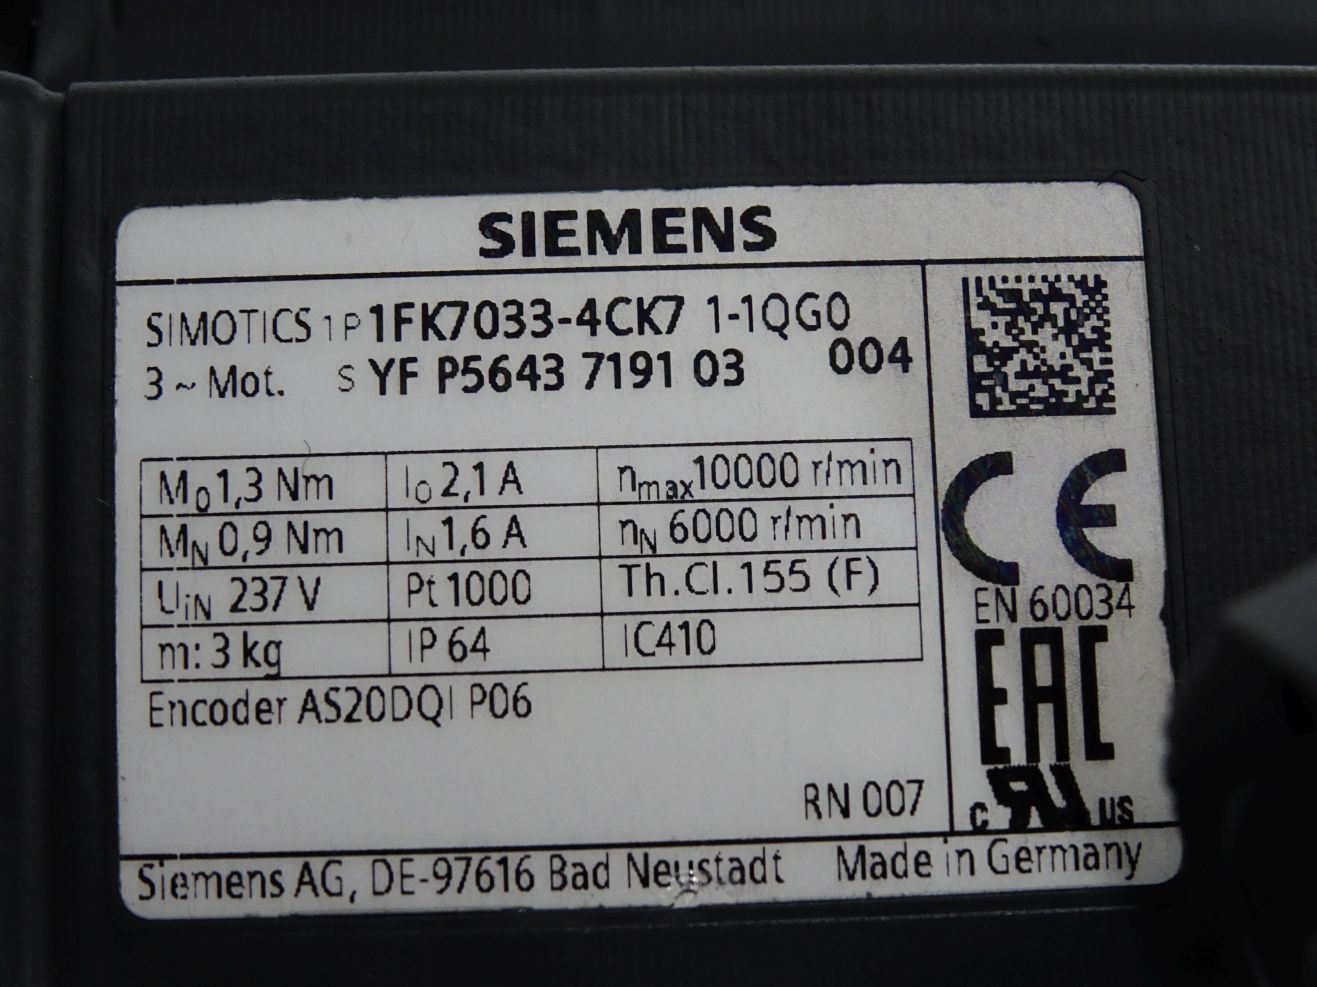 SIEMENS
SIMOTICS 1P 1FK7033-4CK7 1-1QG0
3 ~ Mot. S YF P5643 7191 03 004
M0 1,3 Nm I0 2,1 A nmax 10000 r/min
MN 0,9 Nm IN 1,6 A nN 6000 r/min
UiN 237 V Pt 1000 Th.Cl.155 (F)
m: 3 kg IP 64 IC410
Encoder AS20DQI P06
RN 007
CE
EN 60034
EAC
c RU US
Siemens AG, DE-97616 Bad Neustadt Made in Germany